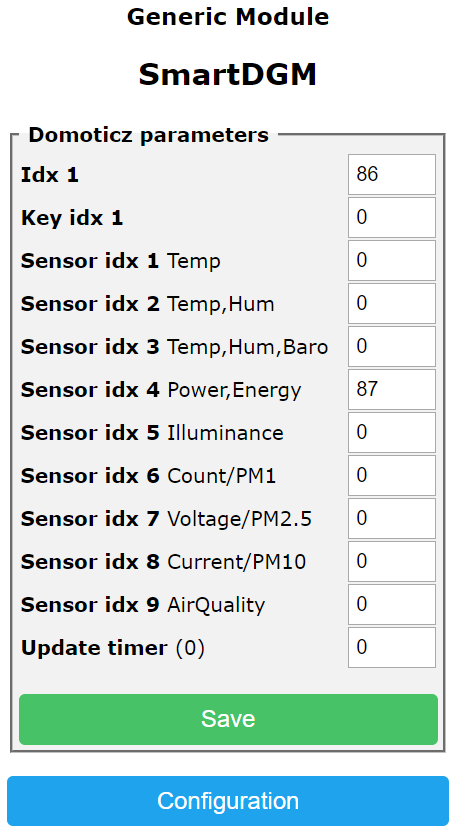 Generic Module
SmartDGM
Domoticz parameters
Idx 1 86
Key idx 1 0
Sensor idx 1 Temp 0
Sensor idx 2 Temp,Hum 0
Sensor idx 3 Temp,Hum,Baro 0
Sensor idx 4 Power,Energy 87
Sensor idx 5 Illuminance 0
Sensor idx 6 Count/PM1 0
Sensor idx 7 Voltage/PM2.5 0
Sensor idx 8 Current/PM10 0
Sensor idx 9 AirQuality 0
Update timer (0) 0
Save
Configuration